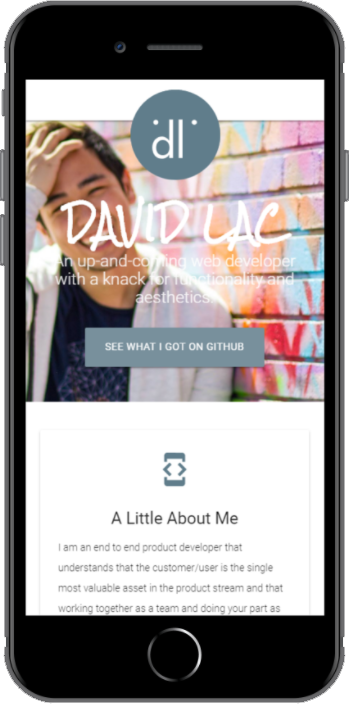 dl
DAVID LAC
An up-and-coming web developer
with a knack for functionality and
aesthetics.
SEE WHAT I GOT ON GITHUB
A Little About Me
I am an end to end product developer that
understands that the customer/user is the single
most valuable asset in the product stream and that
working together as a team and doing your part as